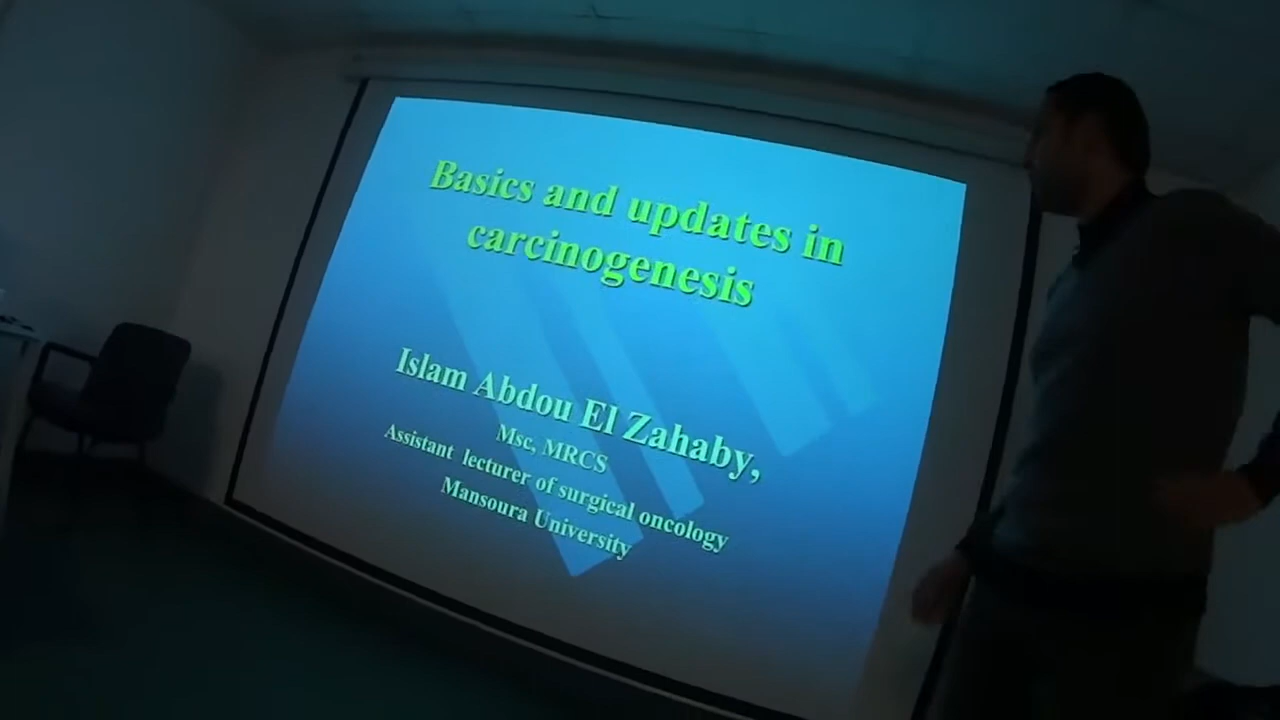 Basics and updates in
carcinogenesis
Islam Abdou El Zahaby,
Msc, MRCS
Assistant lecturer of surgical oncology
Mansoura University